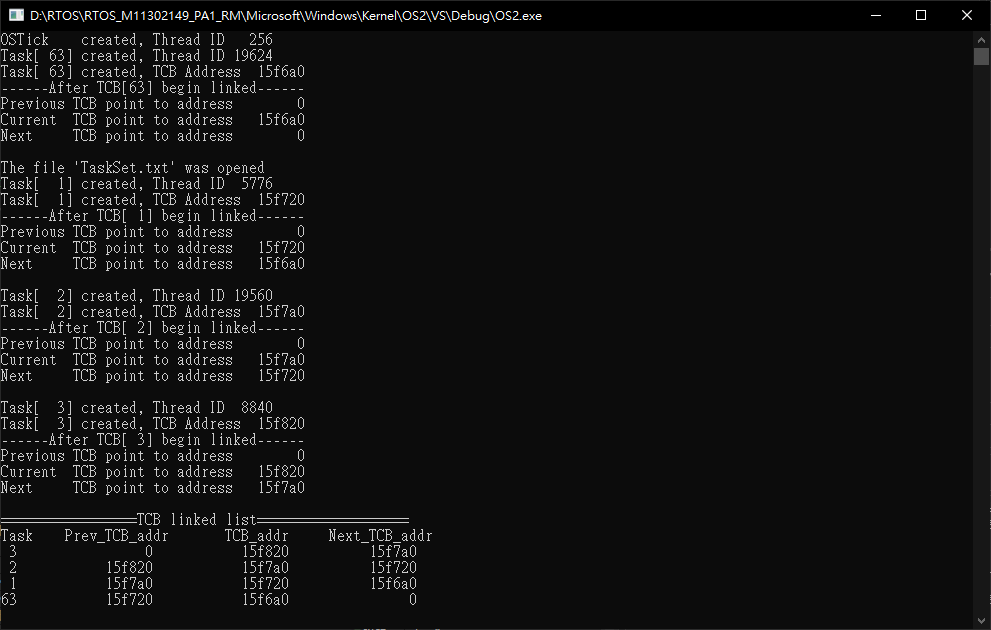 D:\RTOS\RTOS_M11302149_PA1_RM\Microsoft\Windows\Kernel\OS2\VS\Debug\OS2.exe
OSTick    created, Thread ID   256
Task[ 63] created, Thread ID 19624
Task[ 63] created, TCB Address  15f6a0
------After TCB[63] begin linked------
Previous TCB point to address        0
Current  TCB point to address   15f6a0
Next     TCB point to address        0

The file 'TaskSet.txt' was opened
Task[  1] created, Thread ID  5776
Task[  1] created, TCB Address  15f720
------After TCB[ 1] begin linked------
Previous TCB point to address        0
Current  TCB point to address   15f720
Next     TCB point to address   15f6a0

Task[  2] created, Thread ID 19560
Task[  2] created, TCB Address  15f7a0
------After TCB[ 2] begin linked------
Previous TCB point to address        0
Current  TCB point to address   15f7a0
Next     TCB point to address   15f720

Task[  3] created, Thread ID  8840
Task[  3] created, TCB Address  15f820
------After TCB[ 3] begin linked------
Previous TCB point to address        0
Current  TCB point to address   15f820
Next     TCB point to address   15f7a0

=================TCB linked list===================
Task    Prev_TCB_addr       TCB_addr     Next_TCB_addr
 3                0           15f820          15f7a0
 2           15f820           15f7a0          15f720
 1           15f7a0           15f720          15f6a0
63           15f720           15f6a0               0